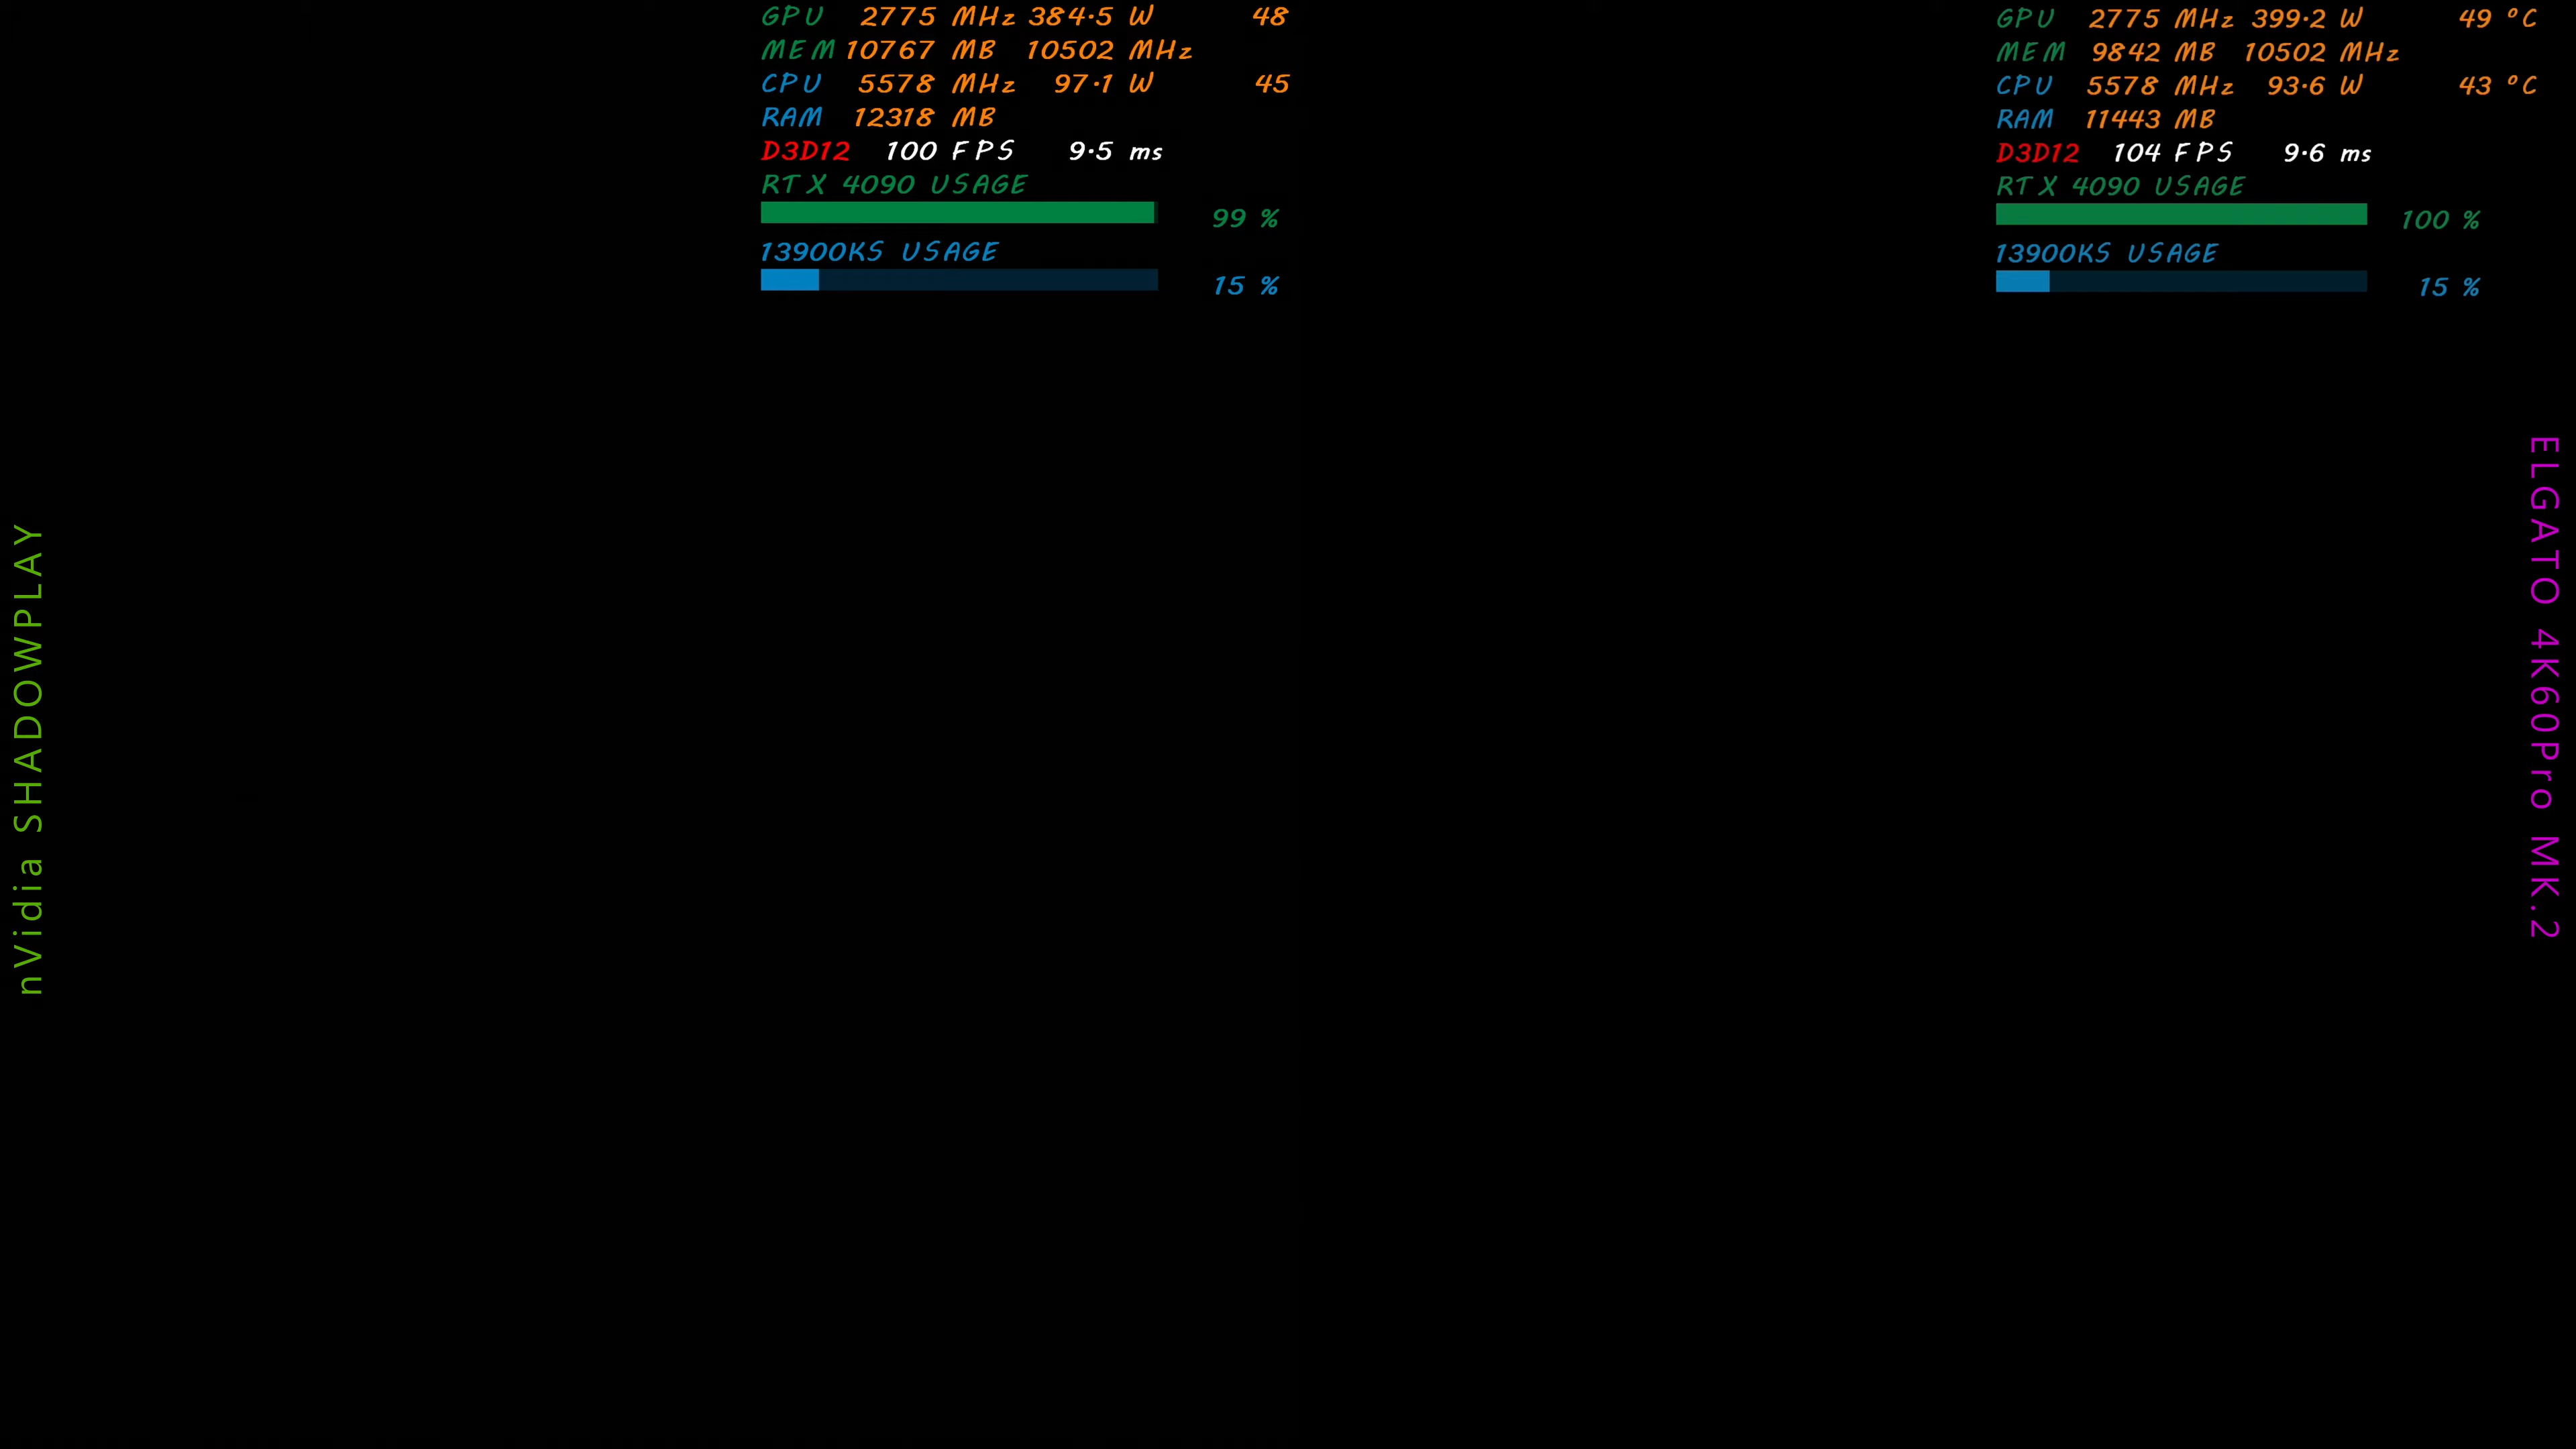 GPU 2775 MHz 384.5 W 48
MEM 10767 MB 10502 MHz
CPU 5578 MHz 97.1 W 45
RAM 12318 MB
D3D12 100 FPS 9.5 ms
RTX 4090 USAGE
99 %
13900KS USAGE
15 %
nVidia SHADOWPLAY
GPU 2775 MHz 399.2 W 49 °C
MEM 9842 MB 10502 MHz
CPU 5578 MHz 93.6 W 43 °C
RAM 11443 MB
D3D12 104 FPS 9.6 ms
RTX 4090 USAGE
100 %
13900KS USAGE
15 %
ELGATO 4K60Pro MK.2